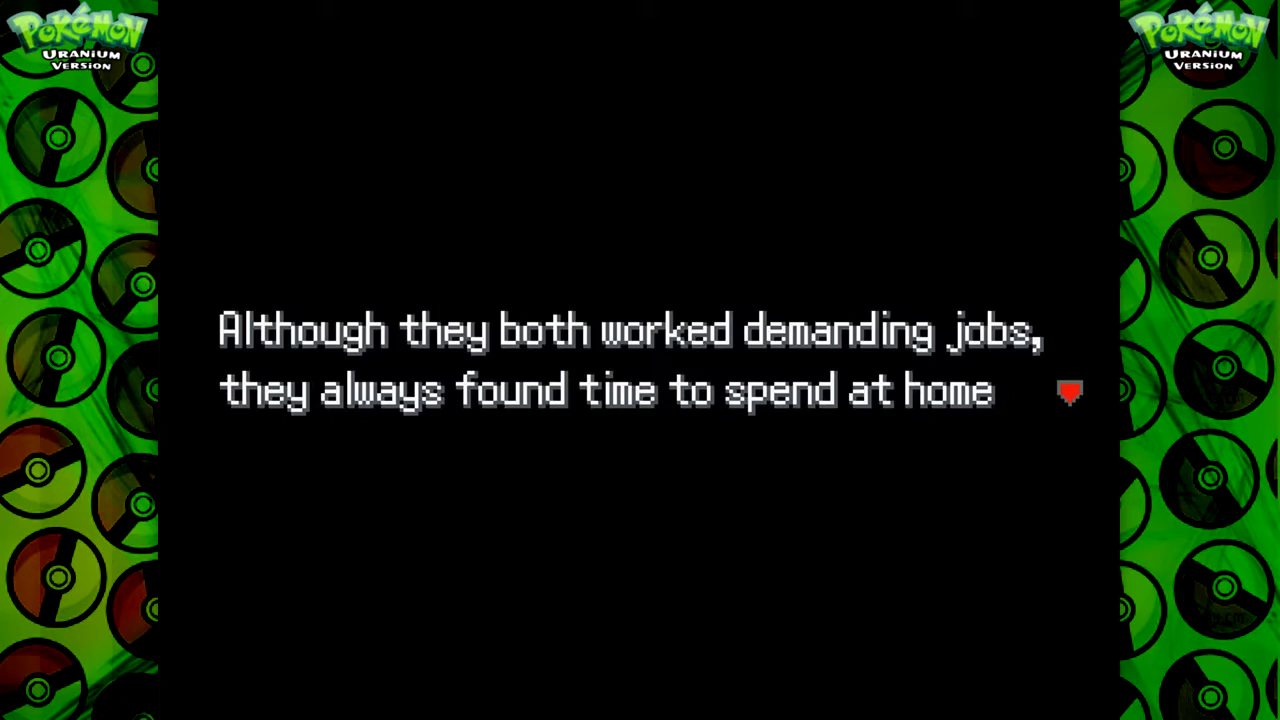 POKéMON
URANIUM
VERSION
POKéMON
URANIUM
VERSION
Although they both worked demanding jobs,
they always found time to spend at home